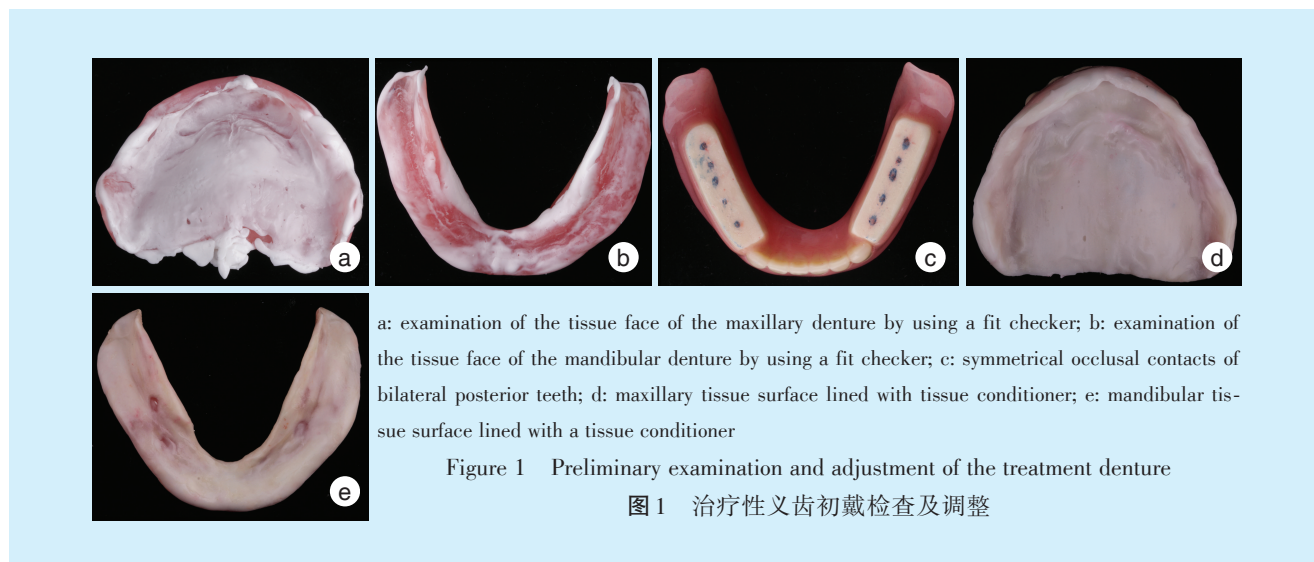 a
b
c
d
e
a: examination of the tissue face of the maxillary denture by using a fit checker; b: examination of
the tissue face of the mandibular denture by using a fit checker; c: symmetrical occlusal contacts of
bilateral posterior teeth; d: maxillary tissue surface lined with tissue conditioner; e: mandibular tis-
sue surface lined with a tissue conditioner
Figure 1 Preliminary examination and adjustment of the treatment denture
图1 治疗性义齿初戴检查及调整